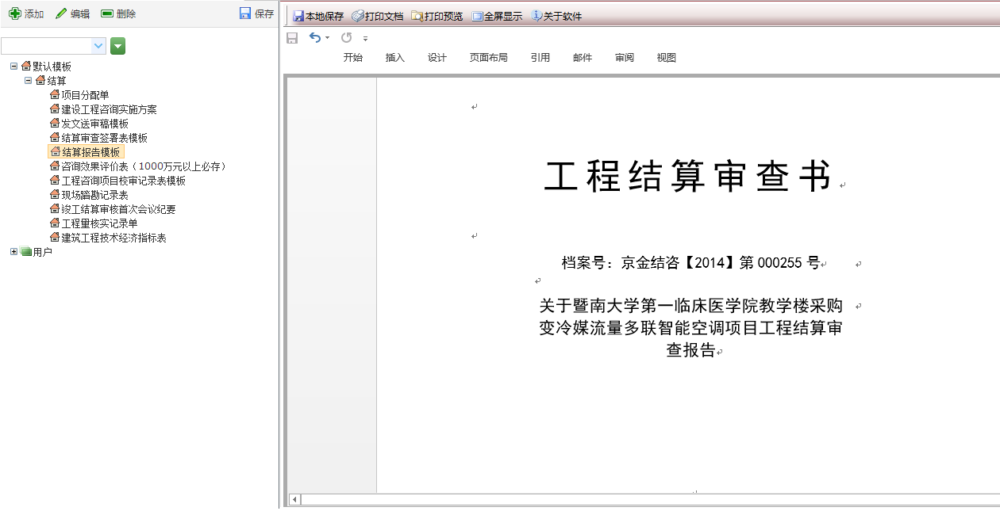 添加 编辑 删除 保存
默认模板
结算
项目分配单
建设工程咨询实施方案
发文送审稿模板
结算审查签署表模板
结算报告模板
咨询效果评价表（1000万元以上必存）
工程咨询项目校审记录表模板
现场踏勘记录表
竣工结算审核首次会议纪要
工程量核实记录单
建筑工程技术经济指标表
用户
本地保存 打印文档 打印预览 全屏显示 关于软件
开始 插入 设计 页面布局 引用 邮件 审阅 视图
工程结算审查书
档案号：京金结咨【2014】第 000255 号
关于暨南大学第一临床医学院教学楼采购
变冷媒流量多联智能空调项目工程结算审
查报告